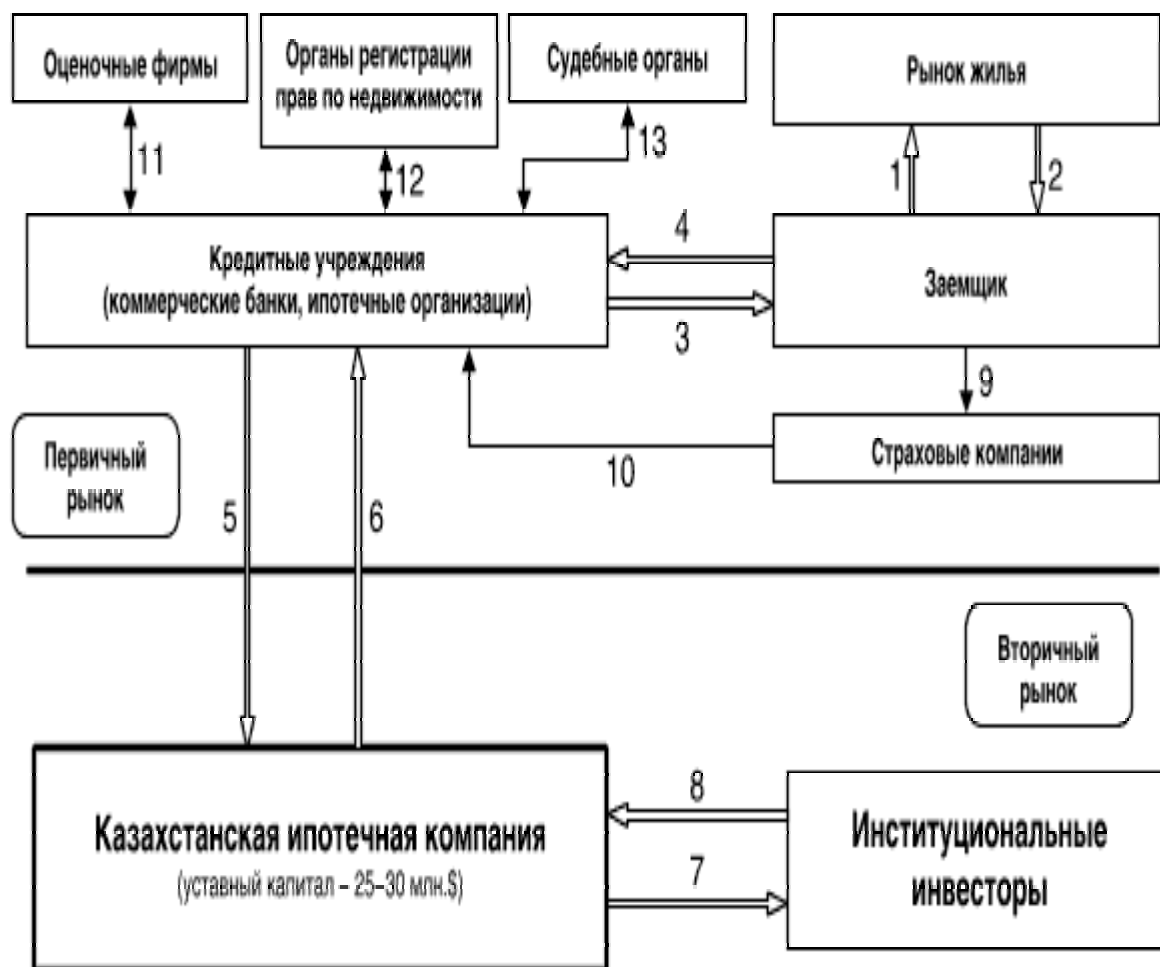 Оценочные фирмы
Органы регистрации
прав по недвижимости
Судебные органы
Рынок жилья
11
12
13
1
2
Кредитные учреждения
(коммерческие банки, ипотечные организации)
4
3
Заемщик
9
Страховые компании
10
Первичный
рынок
5
6
Вторичный
рынок
Казахстанская ипотечная компания
(уставный капитал – 25–30 млн.$)
8
7
Институциональные
инвесторы